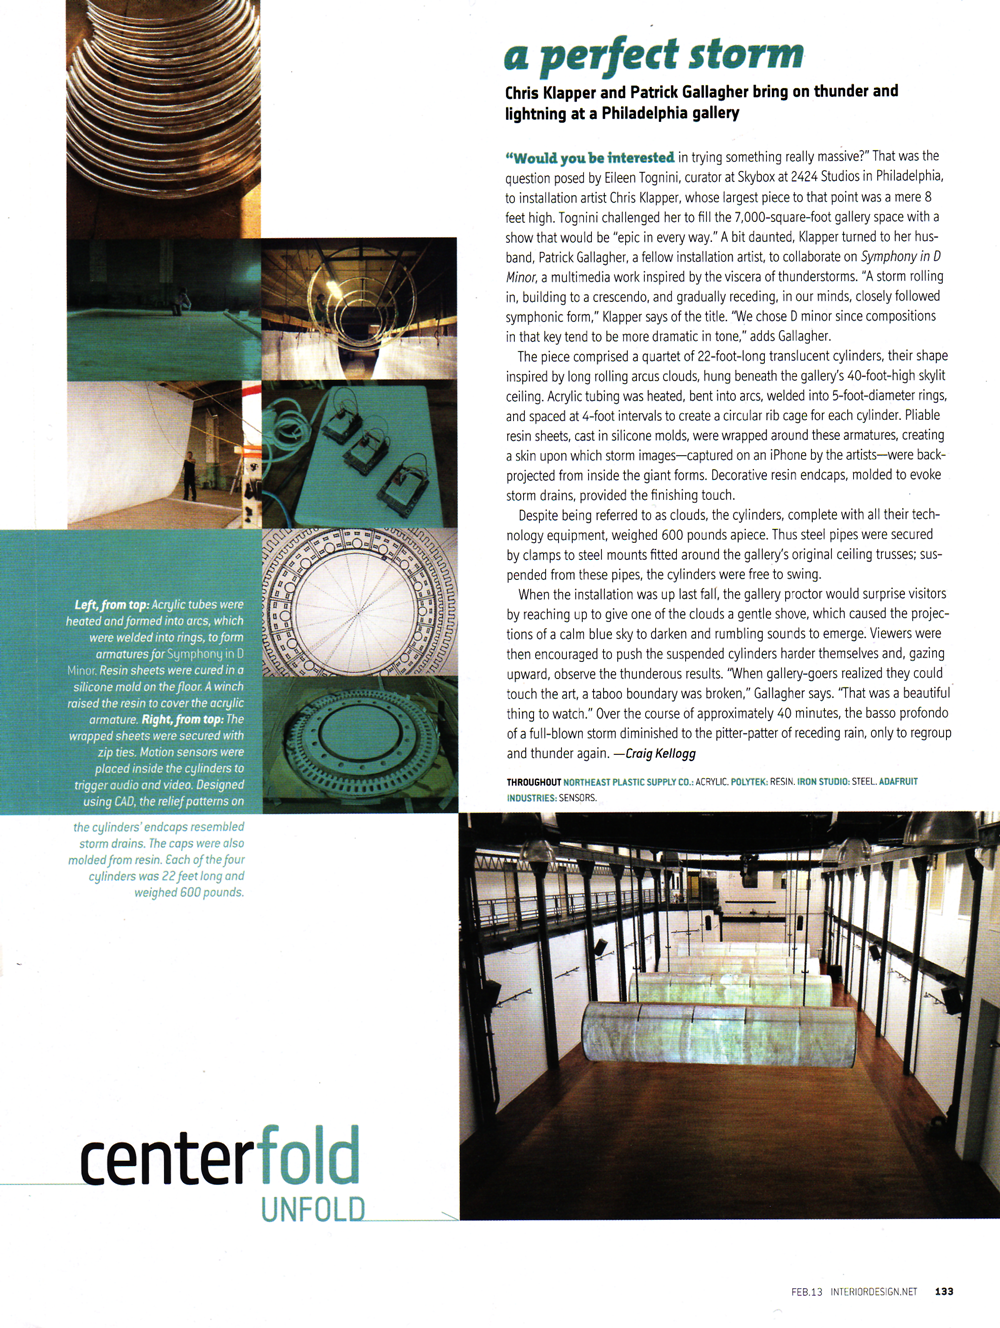 a perfect storm
Chris Klapper and Patrick Gallagher bring on thunder and
lightning at a Philadelphia gallery
“Would you be interested in trying something really massive?” That was the
question posed by Eileen Tognini, curator at Skybox at 2424 Studios in Philadelphia,
to installation artist Chris Klapper, whose largest piece to that point was a mere 8
feet high. Tognini challenged her to fill the 7,000-square-foot gallery space with a
show that would be “epic in every way.” A bit daunted, Klapper turned to her hus-
band, Patrick Gallagher, a fellow installation artist, to collaborate on Symphony in D
Minor, a multimedia work inspired by the viscera of thunderstorms. “A storm rolling
in, building to a crescendo, and gradually receding, in our minds, closely followed
symphonic form,” Klapper says of the title. “We chose D minor since compositions
in that key tend to be more dramatic in tone,” adds Gallagher.
The piece comprised a quartet of 22-foot-long translucent cylinders, their shape
inspired by long rolling arcus clouds, hung beneath the gallery’s 40-foot-high skylit
ceiling. Acrylic tubing was heated, bent into arcs, welded into 5-foot-diameter rings,
and spaced at 4-foot intervals to create a circular rib cage for each cylinder. Pliable
resin sheets, cast in silicone molds, were wrapped around these armatures, creating
a skin upon which storm images—captured on an iPhone by the artists—were back-
projected from inside the giant forms. Decorative resin endcaps, molded to evoke
storm drains, provided the finishing touch.
Despite being referred to as clouds, the cylinders, complete with all their tech-
nology equipment, weighed 600 pounds apiece. Thus steel pipes were secured
by clamps to steel mounts fitted around the gallery’s original ceiling trusses; sus-
pended from these pipes, the cylinders were free to swing.
When the installation was up last fall, the gallery proctor would surprise visitors
by reaching up to give one of the clouds a gentle shove, which caused the projec-
tions of a calm blue sky to darken and rumbling sounds to emerge. Viewers were
then encouraged to push the suspended cylinders harder themselves and, gazing
upward, observe the thunderous results. “When gallery-goers realized they could
touch the art, a taboo boundary was broken,” Gallagher says. “That was a beautiful
thing to watch.” Over the course of approximately 40 minutes, the basso profondo
of a full-blown storm diminished to the pitter-patter of receding rain, only to regroup
and thunder again. —Craig Kellogg
THROUGHOUT NORTHEAST PLASTIC SUPPLY CO.: ACRYLIC. POLYTEK: RESIN. IRON STUDIO: STEEL. ADAFRUIT
INDUSTRIES: SENSORS.
Left, from top: Acrylic tubes were
heated and formed into arcs, which
were welded into rings, to form
armatures for Symphony in D
Minor. Resin sheets were cured in a
silicone mold on the floor. A winch
raised the resin to cover the acrylic
armature. Right, from top: The
wrapped sheets were secured with
zip ties. Motion sensors were
placed inside the cylinders to
trigger audio and video. Designed
using CAD, the relief patterns on
the cylinders’ endcaps resembled
storm drains. The caps were also
molded from resin. Each of the four
cylinders was 22 feet long and
weighed 600 pounds.
centerfold
UNFOLD
FEB.13 INTERIORDESIGN.NET 133